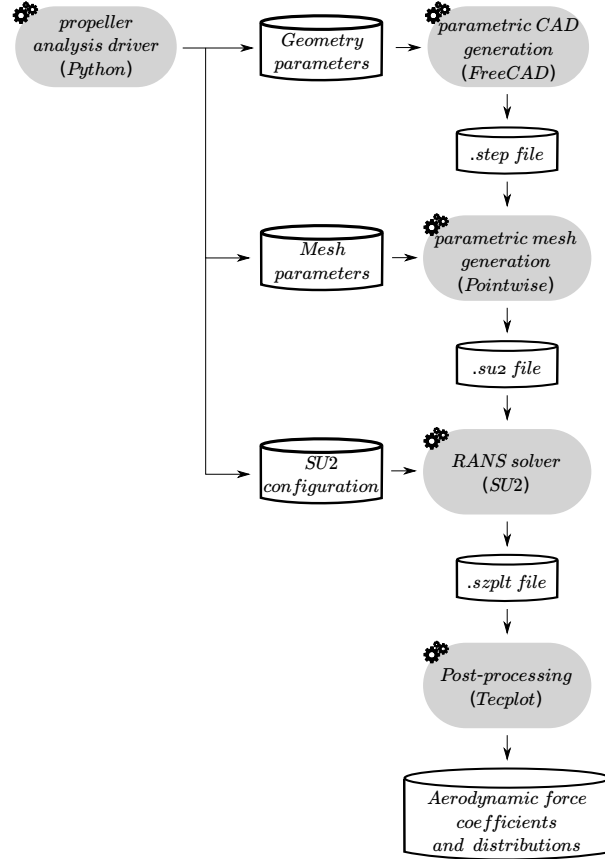 propeller
analysis driver
(Python)
Geometry
parameters
parametric CAD
generation
(FreeCAD)
.step file
Mesh
parameters
parametric mesh
generation
(Pointwise)
.su2 file
SU2
configuration
RANS solver
(SU2)
.szplt file
Post-processing
(Tecplot)
Aerodynamic force
coefficients
and distributions